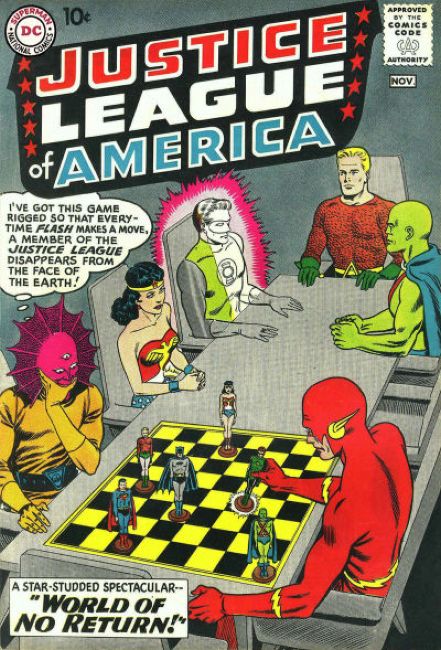 SUPERMAN
DC
NATIONAL COMICS
10¢
APPROVED
BY THE
COMICS
CODE
CA
AUTHORITY
NOV.
JUSTICE
LEAGUE
of AMERICA
I'VE GOT THIS GAME
RIGGED SO THAT EVERY-
TIME FLASH MAKES A MOVE,
A MEMBER OF THE
JUSTICE LEAGUE
DISAPPEARS FROM
THE FACE OF
THE EARTH!
A STAR-STUDDED SPECTACULAR--
"WORLD OF
NO RETURN!"